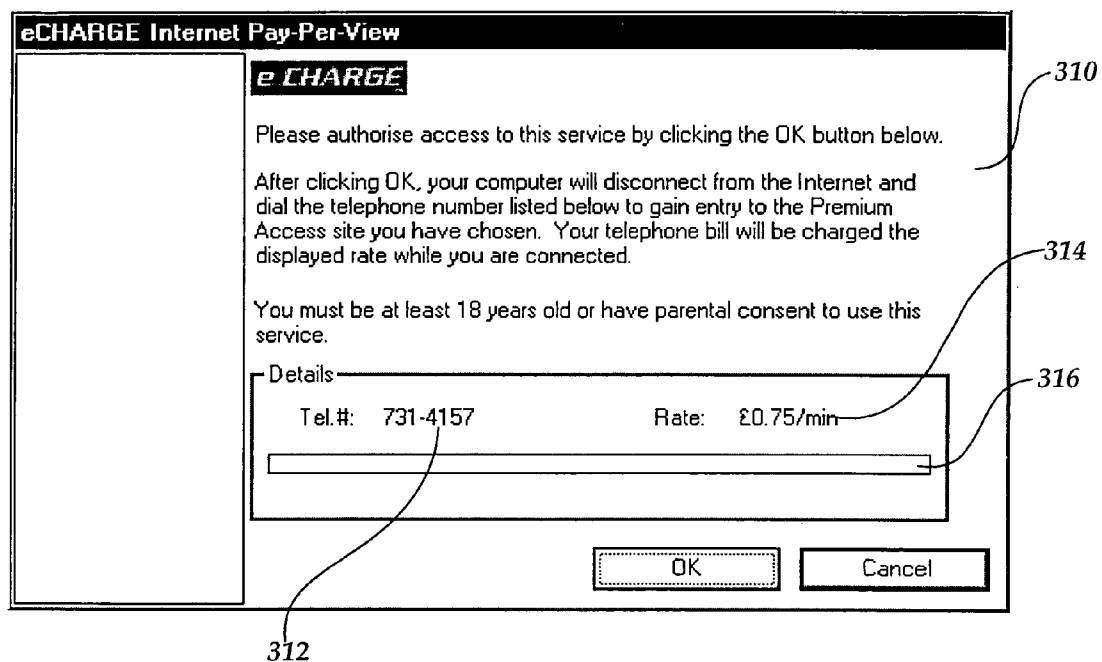 eCHARGE Internet Pay-Per-View
e CHARGE
310
Please authorise access to this service by clicking the OK button below.
After clicking OK, your computer will disconnect from the Internet and
dial the telephone number listed below to gain entry to the Premium
Access site you have chosen. Your telephone bill will be charged the
displayed rate while you are connected.
314
You must be at least 18 years old or have parental consent to use this
service.
Details
316
Tel.#: 731-4157 Rate: £0.75/min
OK Cancel
312